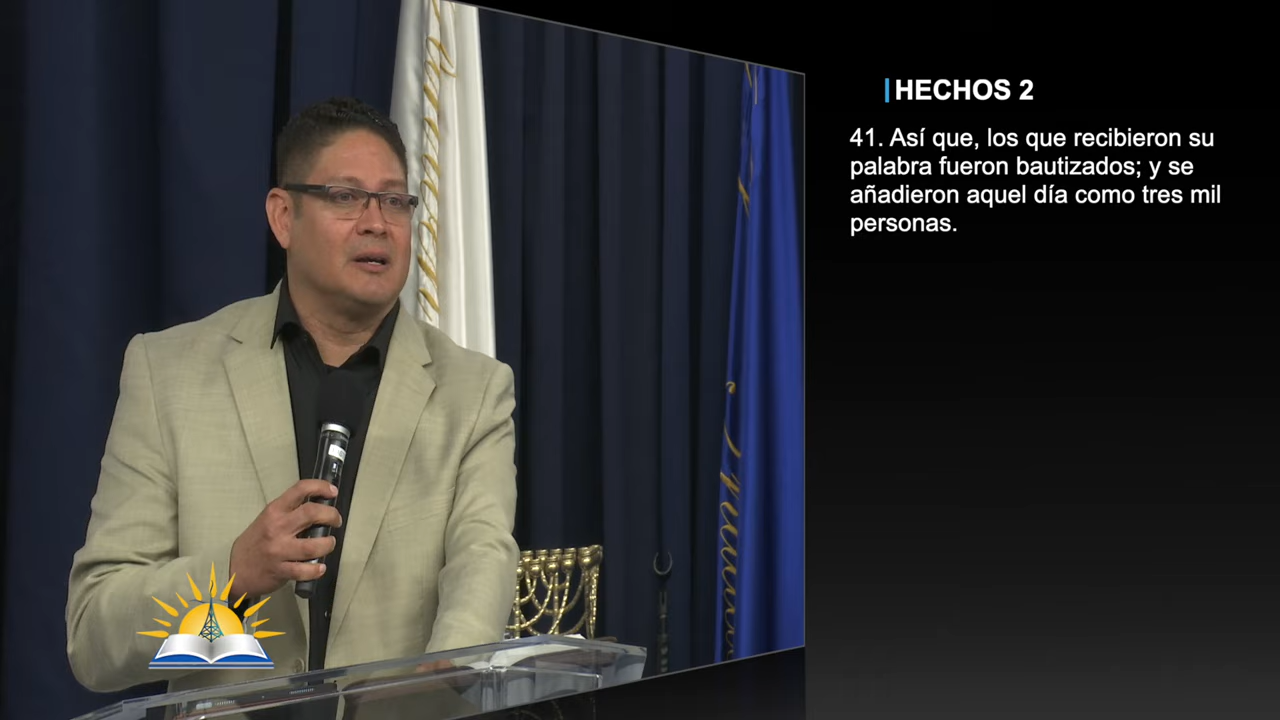 HECHOS 2
41. Así que, los que recibieron su
palabra fueron bautizados; y se
añadieron aquel día como tres mil
personas.